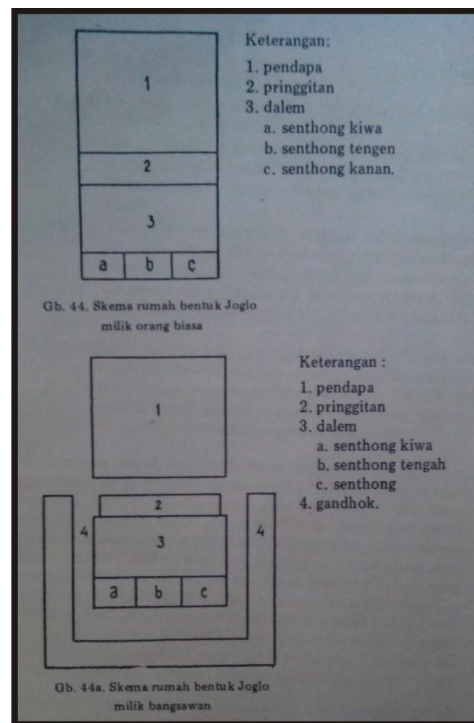 Keterangan:
1. pendapa
2. pringgitan
3. dalem
a. senthong kiwa
b. senthong tengen
c. senthong kanan.
1
2
3
a b c
Gb. 44. Skema rumah bentuk Joglo
milik orang biasa
Keterangan :
1. pendapa
2. pringgitan
3. dalem
a. senthong kiwa
b. senthong tengah
c. senthong
4. gandhok.
1
2
4 3 4
a b c
Gb. 44a. Skema rumah bentuk Joglo
milik bangsawan